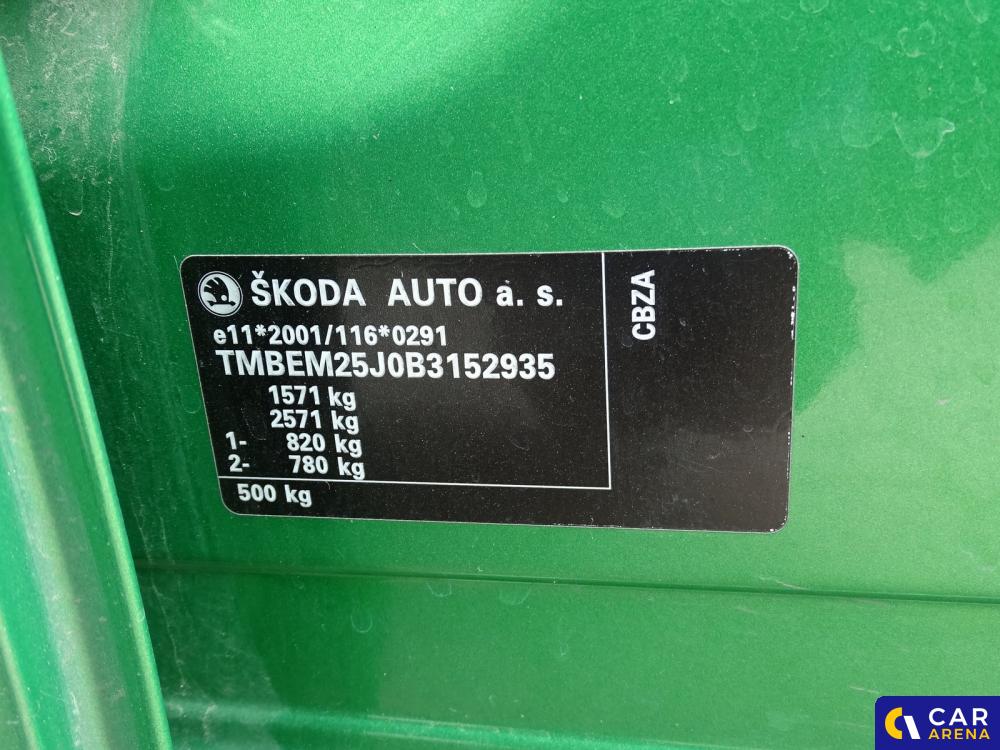 ŠKODA AUTO a. s.
e11*2001/116*0291
TMBEM25J0B3152935
1571 kg
2571 kg
1- 820 kg
2- 780 kg
500 kg
CBZA
CAR
ARENA